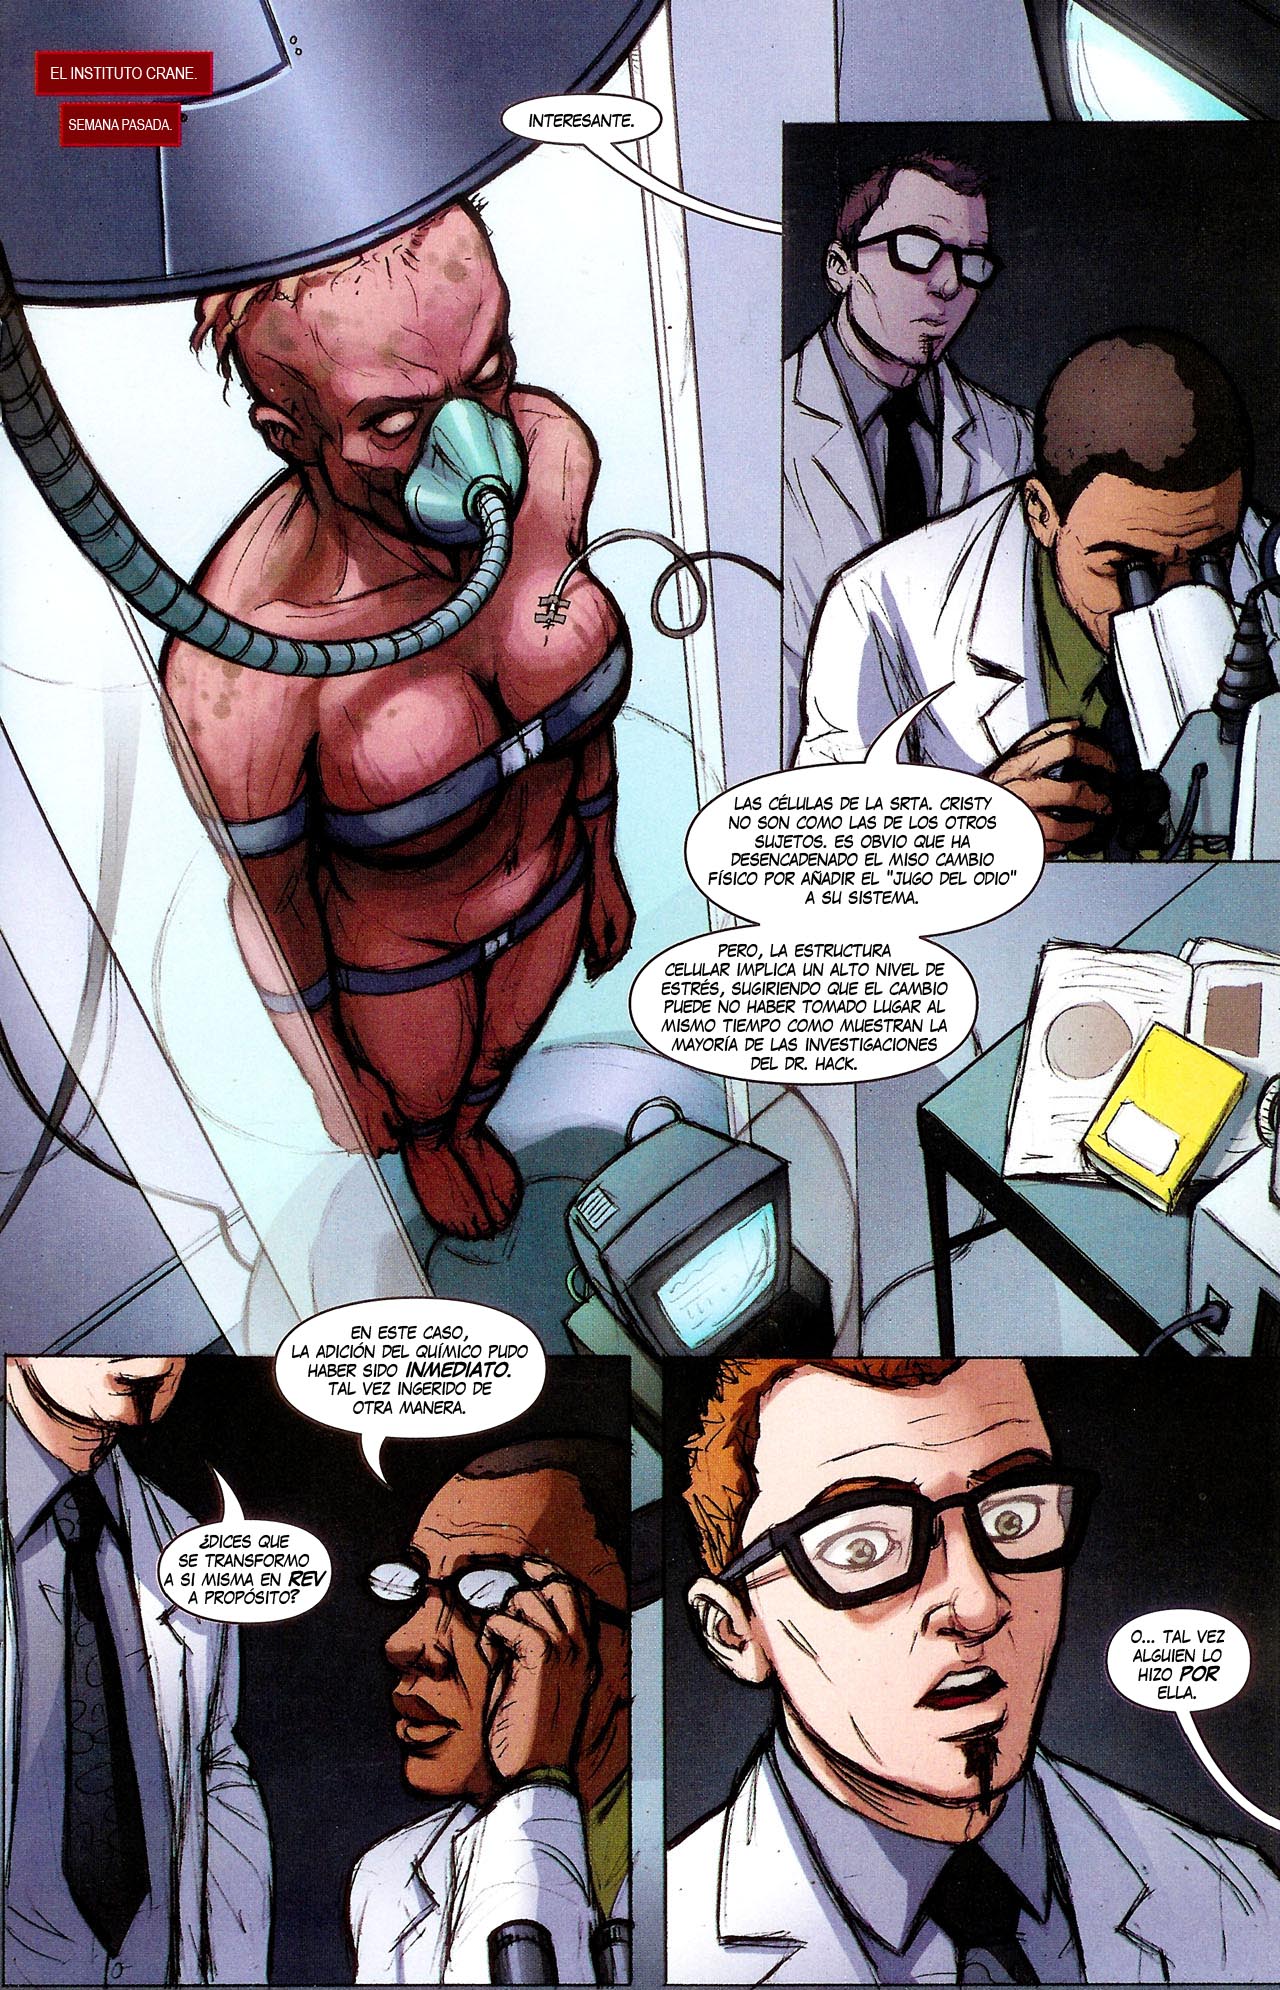 EL INSTITUTO CRANE.
SEMANA PASADA.
INTERESANTE.
LAS CÉLULAS DE LA SRTA. CRISTY
NO SON COMO LAS DE LOS OTROS
SUJETOS. ES OBVIO QUE HA
DESENCADENADO EL MISO CAMBIO
FÍSICO POR AÑADIR EL "JUGO DEL ODIO"
A SU SISTEMA.
PERO, LA ESTRUCTURA
CELULAR IMPLICA UN ALTO NIVEL DE
ESTRÉS, SUGIRIENDO QUE EL CAMBIO
PUEDE NO HABER TOMADO LUGAR AL
MISMO TIEMPO COMO MUESTRAN LA
MAYORÍA DE LAS INVESTIGACIONES
DEL DR. HACK.
EN ESTE CASO,
LA ADICIÓN DEL QUÍMICO PUDO
HABER SIDO INMEDIATO.
TAL VEZ INGERIDO DE
OTRA MANERA.
¿DICES QUE
SE TRANSFORMO
A SI MISMA EN REV
A PROPÓSITO?
O... TAL VEZ
ALGUIEN LO
HIZO POR
ELLA.